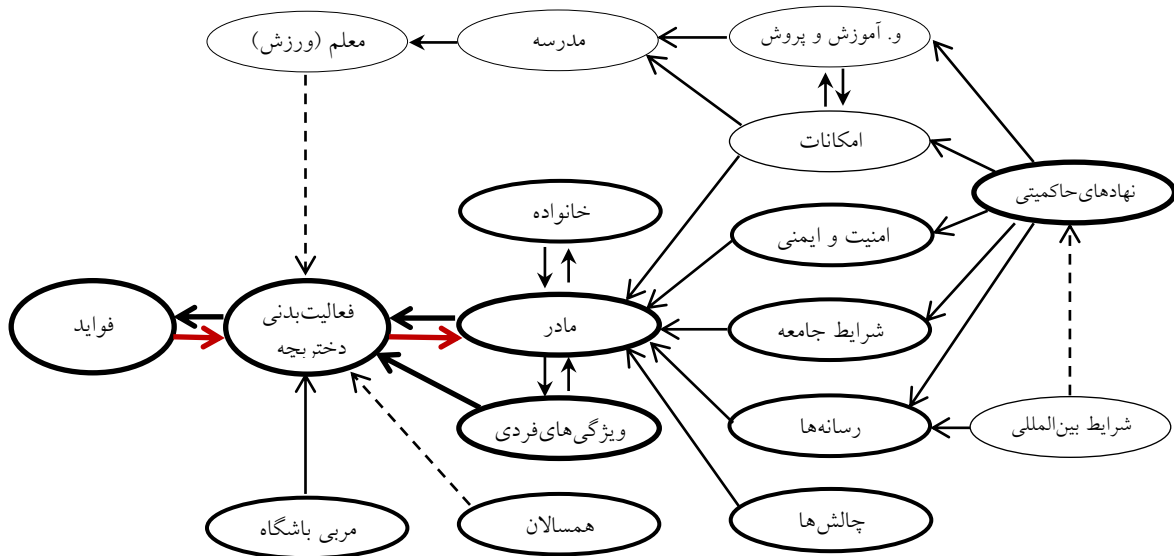 و. آموزش و پروش
مدرسه
معلم (ورزش)
امکانات
نهادهای‌حاکمیتی
خانواده
امنیت و ایمنی
فعالیت‌بدنی
دختربچه
فواید
مادر
شرایط جامعه
ویژگی‌های‌فردی
رسانه‌ها
شرایط بین‌المللی
مربی باشگاه
همسالان
چالش‌ها